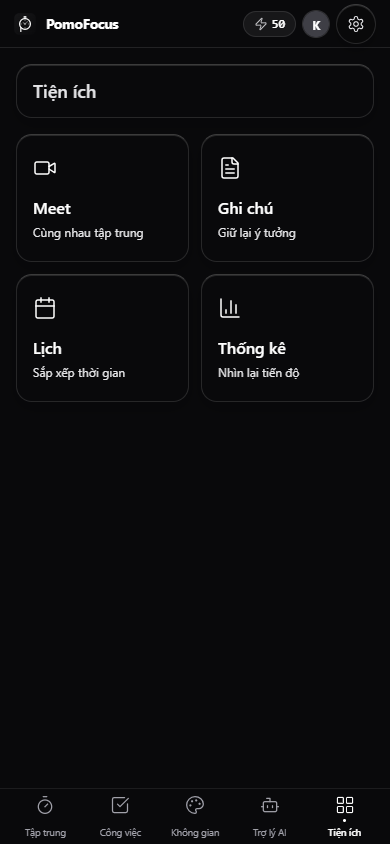 PomoFocus
50
K
Tiện ích
Meet
Cùng nhau tập trung
Ghi chú
Giữ lại ý tưởng
Lịch
Sắp xếp thời gian
Thống kê
Nhìn lại tiến độ
Tập trung
Công việc
Không gian
Trợ lý AI
Tiện ích